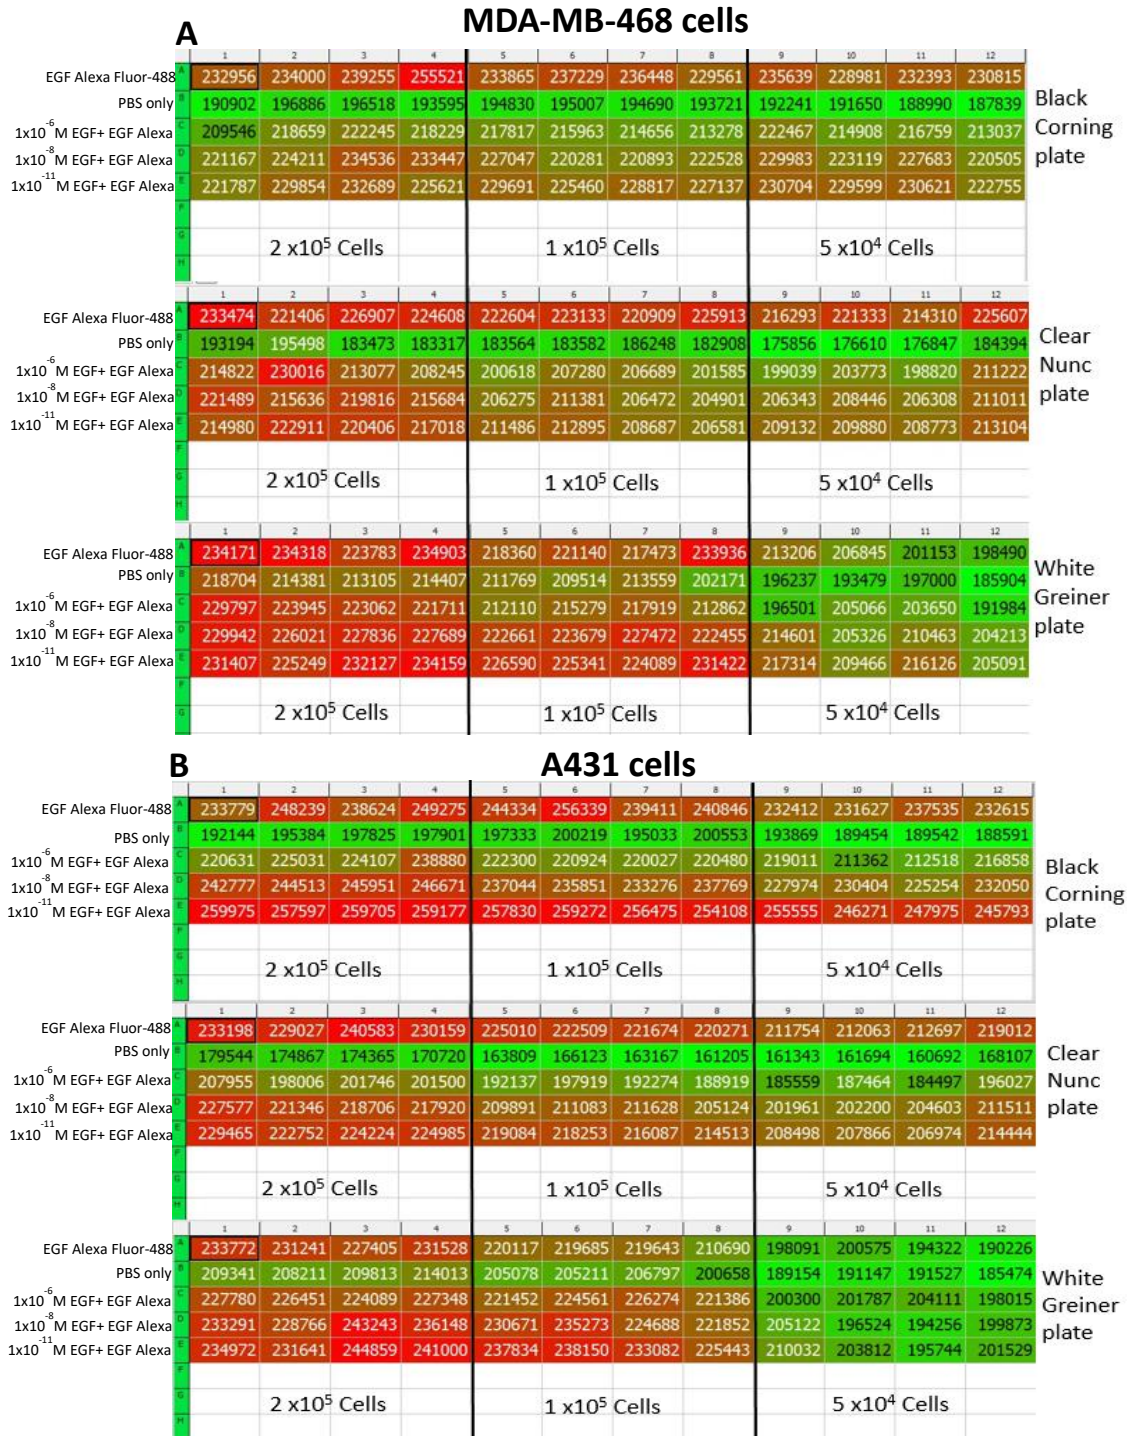 MDA-MB-468 cells
A
1 2 3 4 5 6 7 8 9 10 11 12
EGF Alexa Fluor-488 A 232956 234000 239255 255521 233865 237229 236448 229561 235639 228981 232393 230815
PBS only B 190902 196886 196518 193595 194830 195007 194690 193721 192241 191650 188990 187839
1x10⁻⁶ M EGF+ EGF Alexa C 209546 218659 222245 218229 217817 215963 214656 213278 222467 214908 216759 213037
1x10⁻⁸ M EGF+ EGF Alexa D 221167 224211 234536 233447 227047 220281 220893 222528 229983 223119 227683 220505
1x10⁻¹¹ M EGF+ EGF Alexa E 221787 229854 232689 225621 229691 225460 228817 227137 230704 229599 230621 222755
F
G
H
2 x10⁵ Cells 1 x10⁵ Cells 5 x10⁴ Cells
Black
Corning
plate
1 2 3 4 5 6 7 8 9 10 11 12
EGF Alexa Fluor-488 A 233474 221406 226907 224608 222604 223133 220909 225913 216293 221333 214310 225607
PBS only B 193194 195498 183473 183317 183564 183582 186248 182908 175856 176610 176847 184394
1x10⁻⁶ M EGF+ EGF Alexa C 214822 230016 213077 208245 200618 207280 206689 201585 199039 203773 198820 211222
1x10⁻⁸ M EGF+ EGF Alexa D 221489 215636 219816 215684 206275 211381 206472 204901 206343 208446 206308 211011
1x10⁻¹¹ M EGF+ EGF Alexa E 214980 222911 220406 217018 211486 212895 208687 206581 209132 209880 208773 213104
F
G
H
2 x10⁵ Cells 1 x10⁵ Cells 5 x10⁴ Cells
Clear
Nunc
plate
1 2 3 4 5 6 7 8 9 10 11 12
EGF Alexa Fluor-488 A 234171 234318 223783 234903 218360 221140 217473 233936 213206 206845 201153 198490
PBS only B 218704 214381 213105 214407 211769 209514 213559 202171 196237 193479 197000 185904
1x10⁻⁶ M EGF+ EGF Alexa C 229797 223945 223062 221711 212110 215279 217919 212862 196501 205066 203650 191984
1x10⁻⁸ M EGF+ EGF Alexa D 229942 226021 227836 227689 222661 223679 227472 222455 214601 205326 210463 204213
1x10⁻¹¹ M EGF+ EGF Alexa E 231407 225249 232127 234159 226590 225341 224089 231422 217314 209466 216126 205091
F
G
2 x10⁵ Cells 1 x10⁵ Cells 5 x10⁴ Cells
White
Greiner
plate
B
A431 cells
1 2 3 4 5 6 7 8 9 10 11 12
EGF Alexa Fluor-488 A 233779 248239 238624 249275 244334 256339 239411 240846 232412 231627 237535 232615
PBS only B 192144 195384 197825 197901 197333 200219 195033 200553 193869 189454 189542 188591
1x10⁻⁶ M EGF+ EGF Alexa C 220631 225031 224107 238880 222300 220924 220027 220480 219011 211362 212518 216858
1x10⁻⁸ M EGF+ EGF Alexa D 242777 244513 245951 246671 237044 235851 233276 237769 227974 230404 225254 232050
1x10⁻¹¹ M EGF+ EGF Alexa E 259975 257597 259705 259177 257830 259272 256475 254108 255555 246271 247975 245793
F
G
H
2 x10⁵ Cells 1 x10⁵ Cells 5 x10⁴ Cells
Black
Corning
plate
1 2 3 4 5 6 7 8 9 10 11 12
EGF Alexa Fluor-488 A 233198 229027 240583 230159 225010 222509 221674 220271 211754 212063 212697 219012
PBS only B 179544 174867 174365 170720 163809 166123 163167 161205 161343 161694 160692 168107
1x10⁻⁶ M EGF+ EGF Alexa C 207955 198006 201746 201500 192137 197919 192274 188919 185559 187464 184497 196027
1x10⁻⁸ M EGF+ EGF Alexa D 227577 221346 218706 217920 209891 211083 211628 205124 201961 202200 204603 211511
1x10⁻¹¹ M EGF+ EGF Alexa E 229465 222752 224224 224985 219084 218253 216087 214513 208498 207866 206974 214444
F
G
H
2 x10⁵ Cells 1 x10⁵ Cells 5 x10⁴ Cells
Clear
Nunc
plate
1 2 3 4 5 6 7 8 9 10 11 12
EGF Alexa Fluor-488 A 233772 231241 227405 231528 220117 219685 219643 210690 198091 200575 194322 190226
PBS only B 209341 208211 209813 214013 205078 205211 206797 200658 189154 191147 191527 185474
1x10⁻⁶ M EGF+ EGF Alexa C 227780 226451 224089 227348 221452 224561 226274 221386 200300 201787 204111 198015
1x10⁻⁸ M EGF+ EGF Alexa D 233291 228766 243243 236148 230671 235273 224688 221852 205122 196524 194256 199873
1x10⁻¹¹ M EGF+ EGF Alexa E 234972 231641 244859 241000 237834 238150 233082 225443 210032 203812 195744 201529
F
G
H
2 x10⁵ Cells 1 x10⁵ Cells 5 x10⁴ Cells
White
Greiner
plate